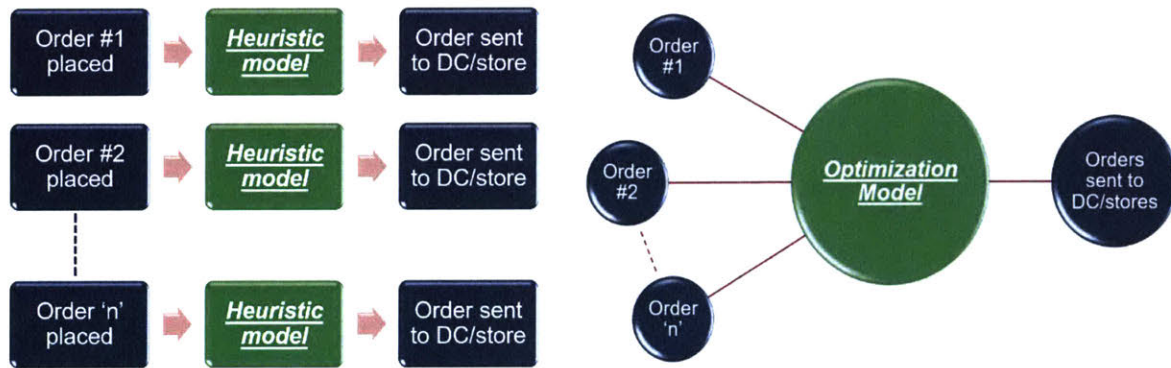 Order #1
placed
Heuristic
model
Order sent
to DC/store
Order #2
placed
Heuristic
model
Order sent
to DC/store
Order ‘n’
placed
Heuristic
model
Order sent
to DC/store
Order
#1
Order
#2
Order
‘n’
Optimization
Model
Orders
sent to
DC/stores